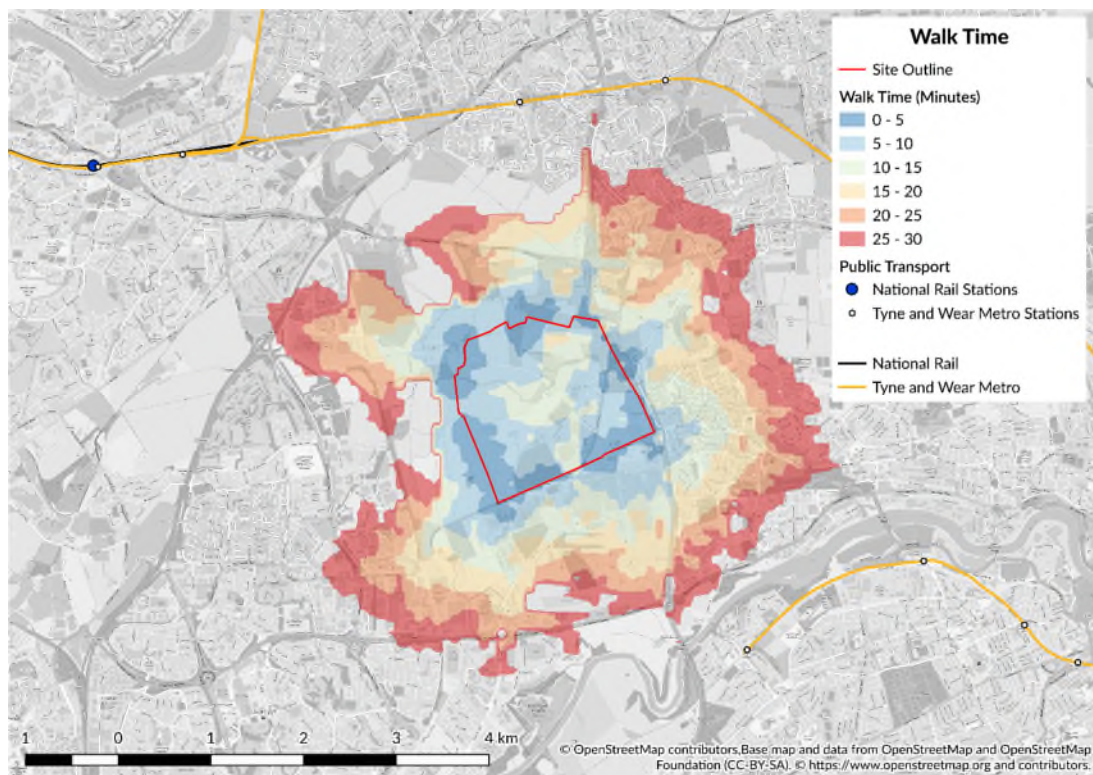 Walk Time
Site Outline
Walk Time (Minutes)
0 - 5
5 - 10
10 - 15
15 - 20
20 - 25
25 - 30
Public Transport
National Rail Stations
Tyne and Wear Metro Stations
National Rail
Tyne and Wear Metro
1 0 1 2 3 4 km
© OpenStreetMap contributors,Base map and data from OpenStreetMap and OpenStreetMap
Foundation (CC-BY-SA). © https://www.openstreetmap.org and contributors.